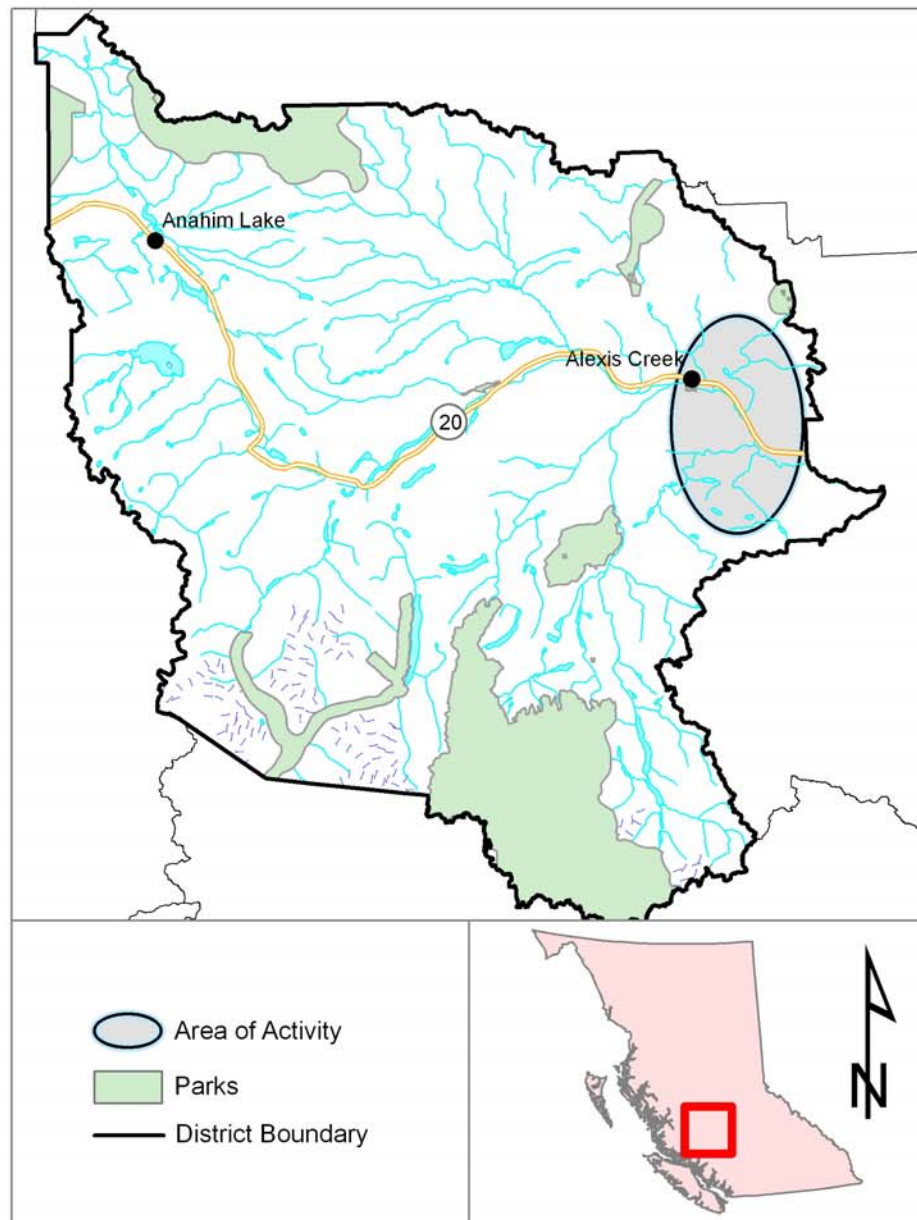 Anahim Lake
Alexis Creek
20
Area of Activity
Parks
District Boundary
N